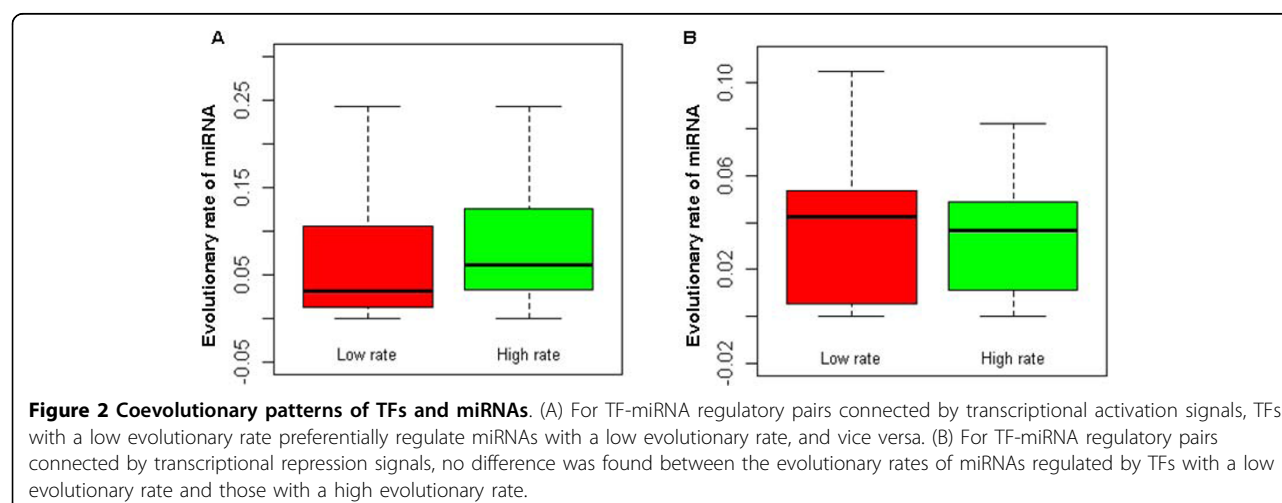 A
Evolutionary rate of miRNA
-0.05 0.05 0.15 0.25
Low rate High rate
B
Evolutionary rate of miRNA
-0.02 0.02 0.06 0.10
Low rate High rate
Figure 2 Coevolutionary patterns of TFs and miRNAs. (A) For TF-miRNA regulatory pairs connected by transcriptional activation signals, TFs
with a low evolutionary rate preferentially regulate miRNAs with a low evolutionary rate, and vice versa. (B) For TF-miRNA regulatory pairs
connected by transcriptional repression signals, no difference was found between the evolutionary rates of miRNAs regulated by TFs with a low
evolutionary rate and those with a high evolutionary rate.